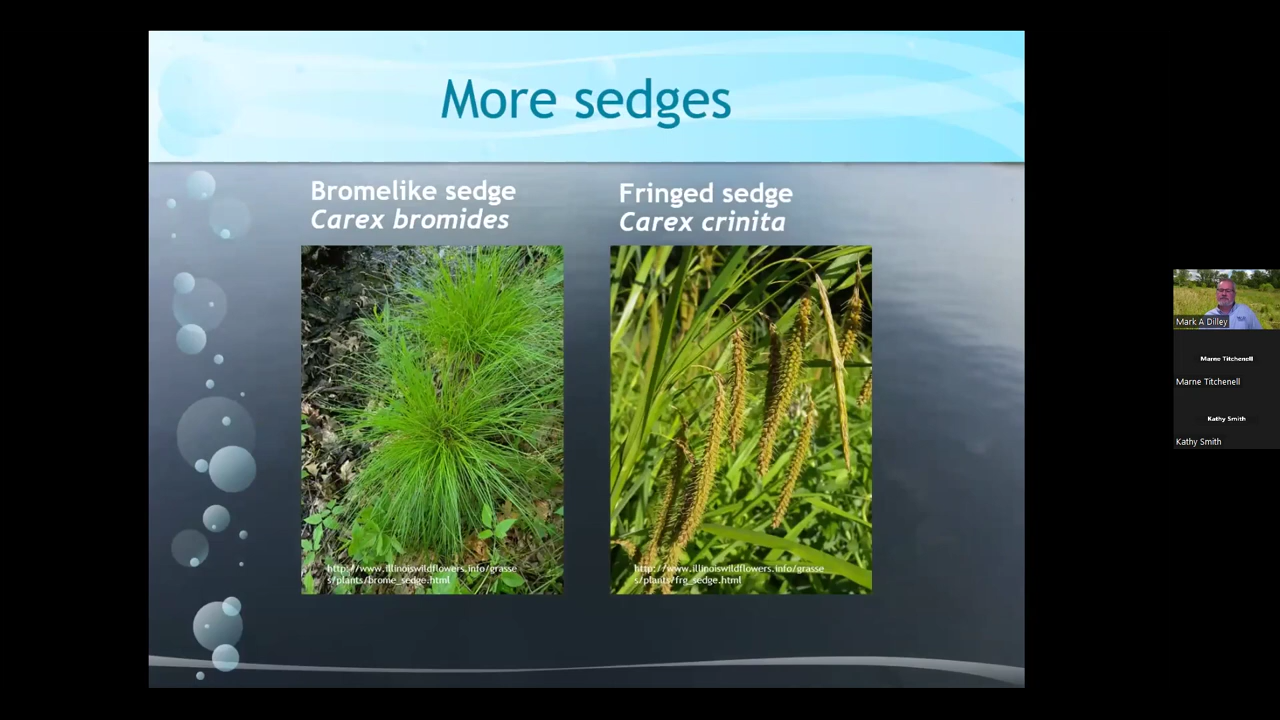 More sedges
Bromelike sedge
Carex bromides
Fringed sedge
Carex crinita
http://www.illinoiswildflowers.info/grasse
s/plants/brome_sedge.html
http://www.illinoiswildflowers.info/grasse
s/plants/frg_sedge.html
Mark A Dilley
Marne Titchenell
Marne Titchenell
Kathy Smith
Kathy Smith